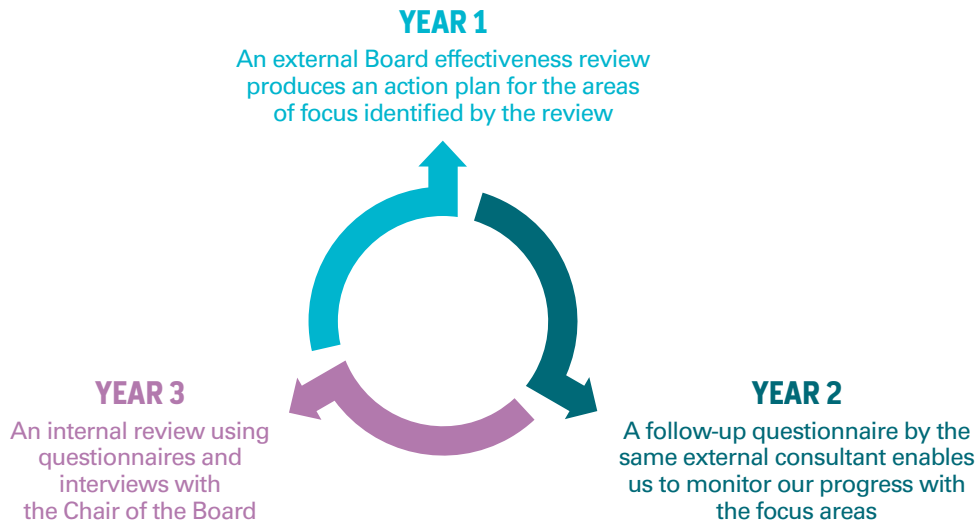 YEAR 1
An external Board effectiveness review
produces an action plan for the areas
of focus identified by the review
YEAR 2
A follow-up questionnaire by the
same external consultant enables
us to monitor our progress with
the focus areas
YEAR 3
An internal review using
questionnaires and
interviews with
the Chair of the Board